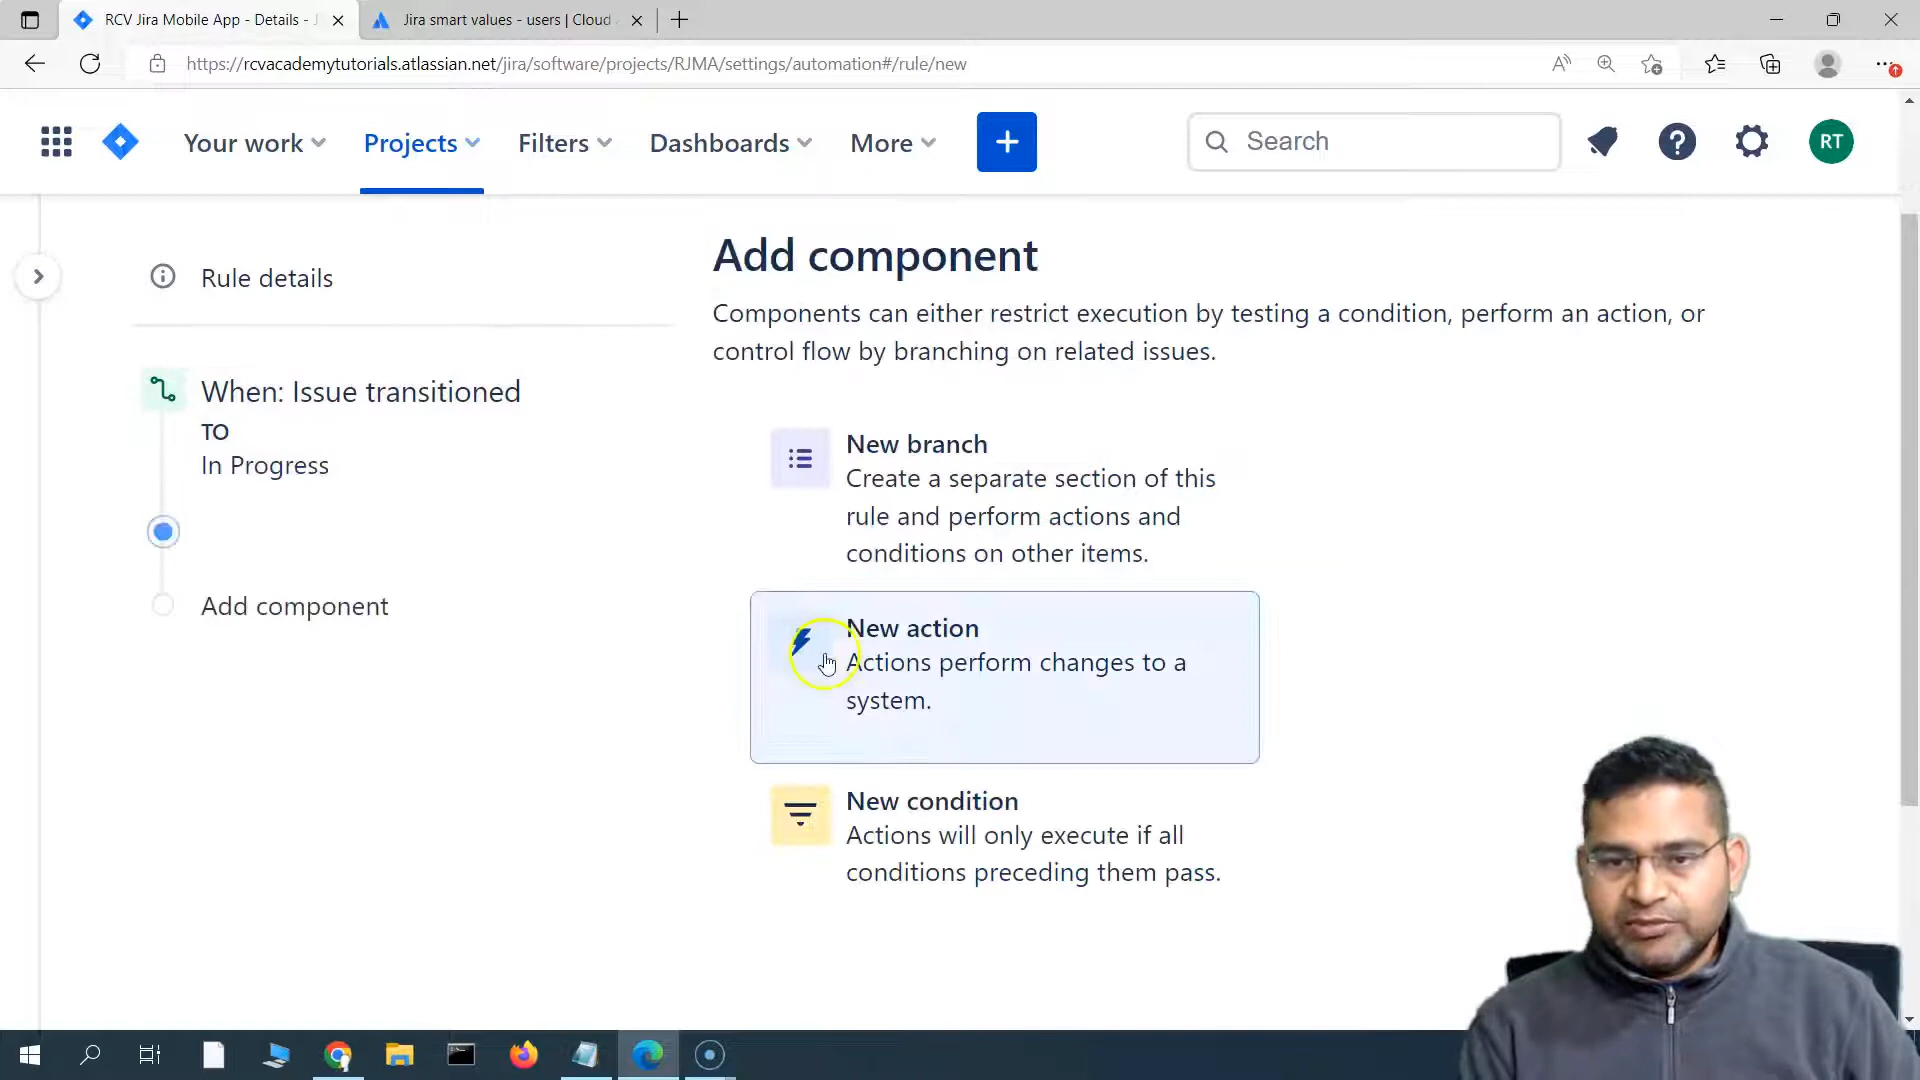 RCV Jira Mobile App - Details - J
Jira smart values - users | Cloud
https://rcvacademytutorials.atlassian.net/jira/software/projects/RJMA/settings/automation#/rule/new
Your work
Projects
Filters
Dashboards
More
Search
RT
Rule details
When: Issue transitioned
TO
In Progress
Add component
Add component
Components can either restrict execution by testing a condition, perform an action, or
control flow by branching on related issues.
New branch
Create a separate section of this
rule and perform actions and
conditions on other items.
New action
Actions perform changes to a
system.
New condition
Actions will only execute if all
conditions preceding them pass.